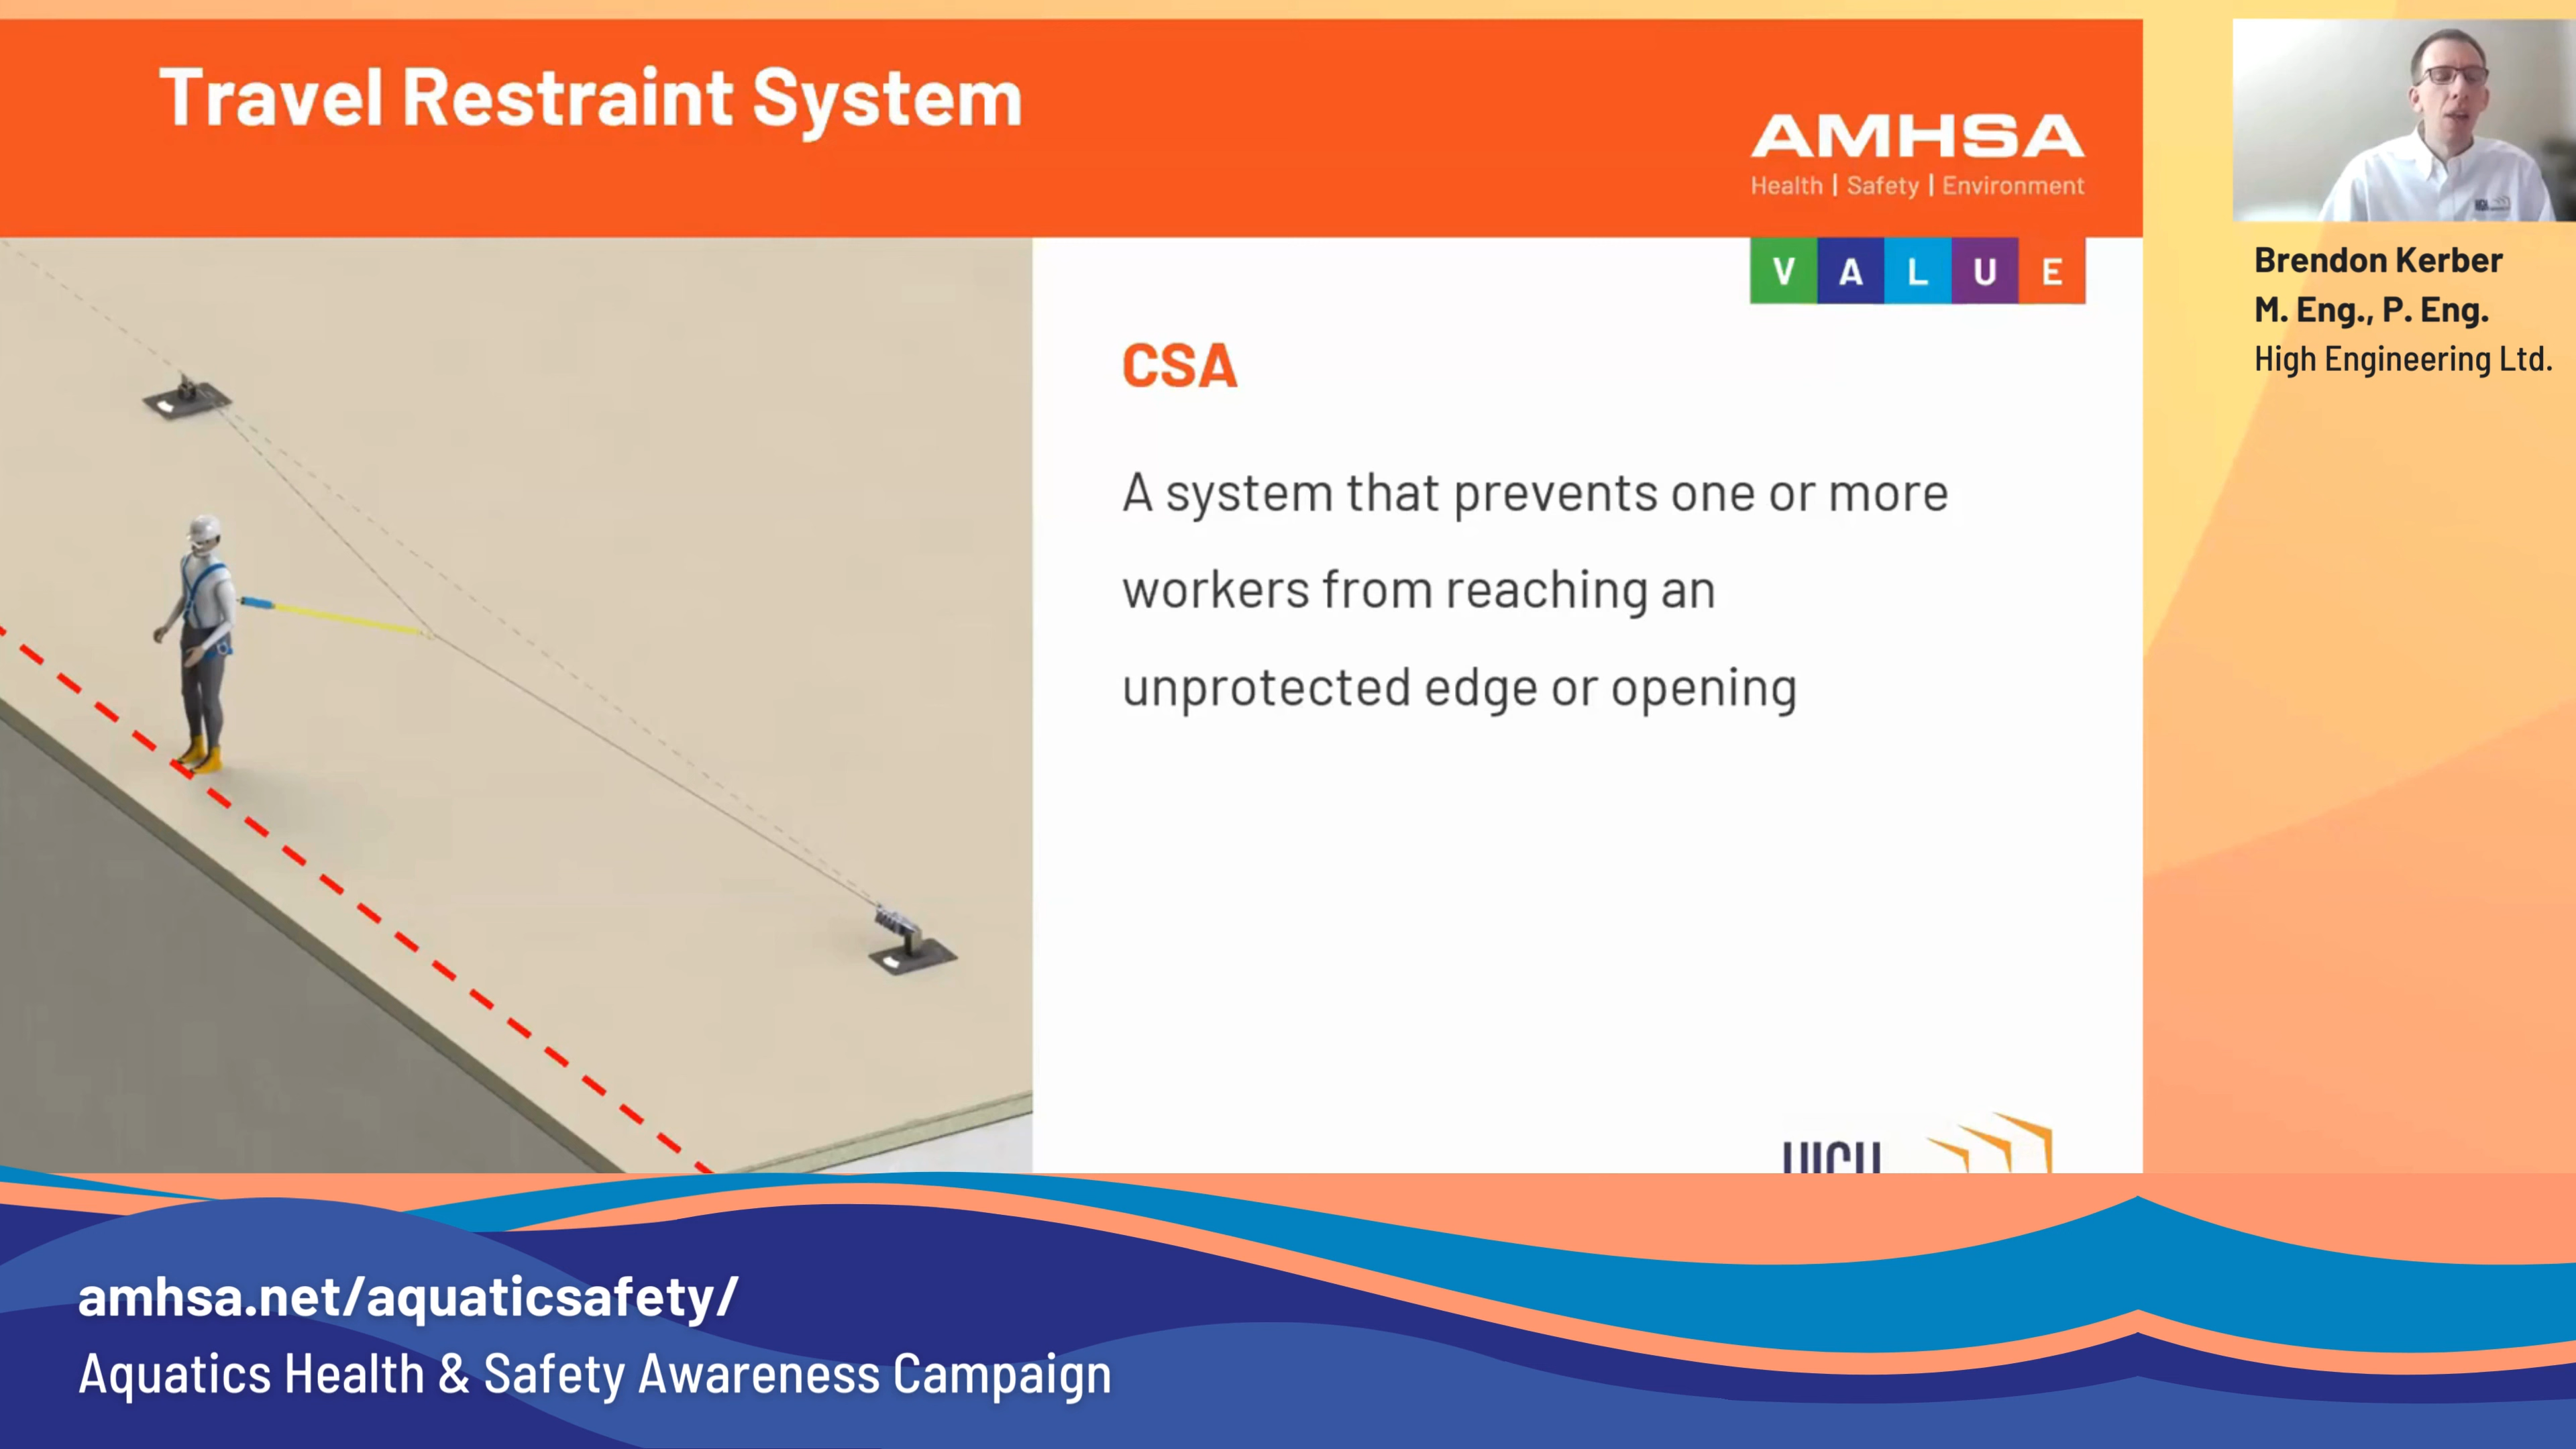 Travel Restraint System
AMHSA
Health | Safety | Environment
V A L U E
CSA
A system that prevents one or more
workers from reaching an
unprotected edge or opening
Brendon Kerber
M. Eng., P. Eng.
High Engineering Ltd.
amhsa.net/aquaticsafety/
Aquatics Health & Safety Awareness Campaign